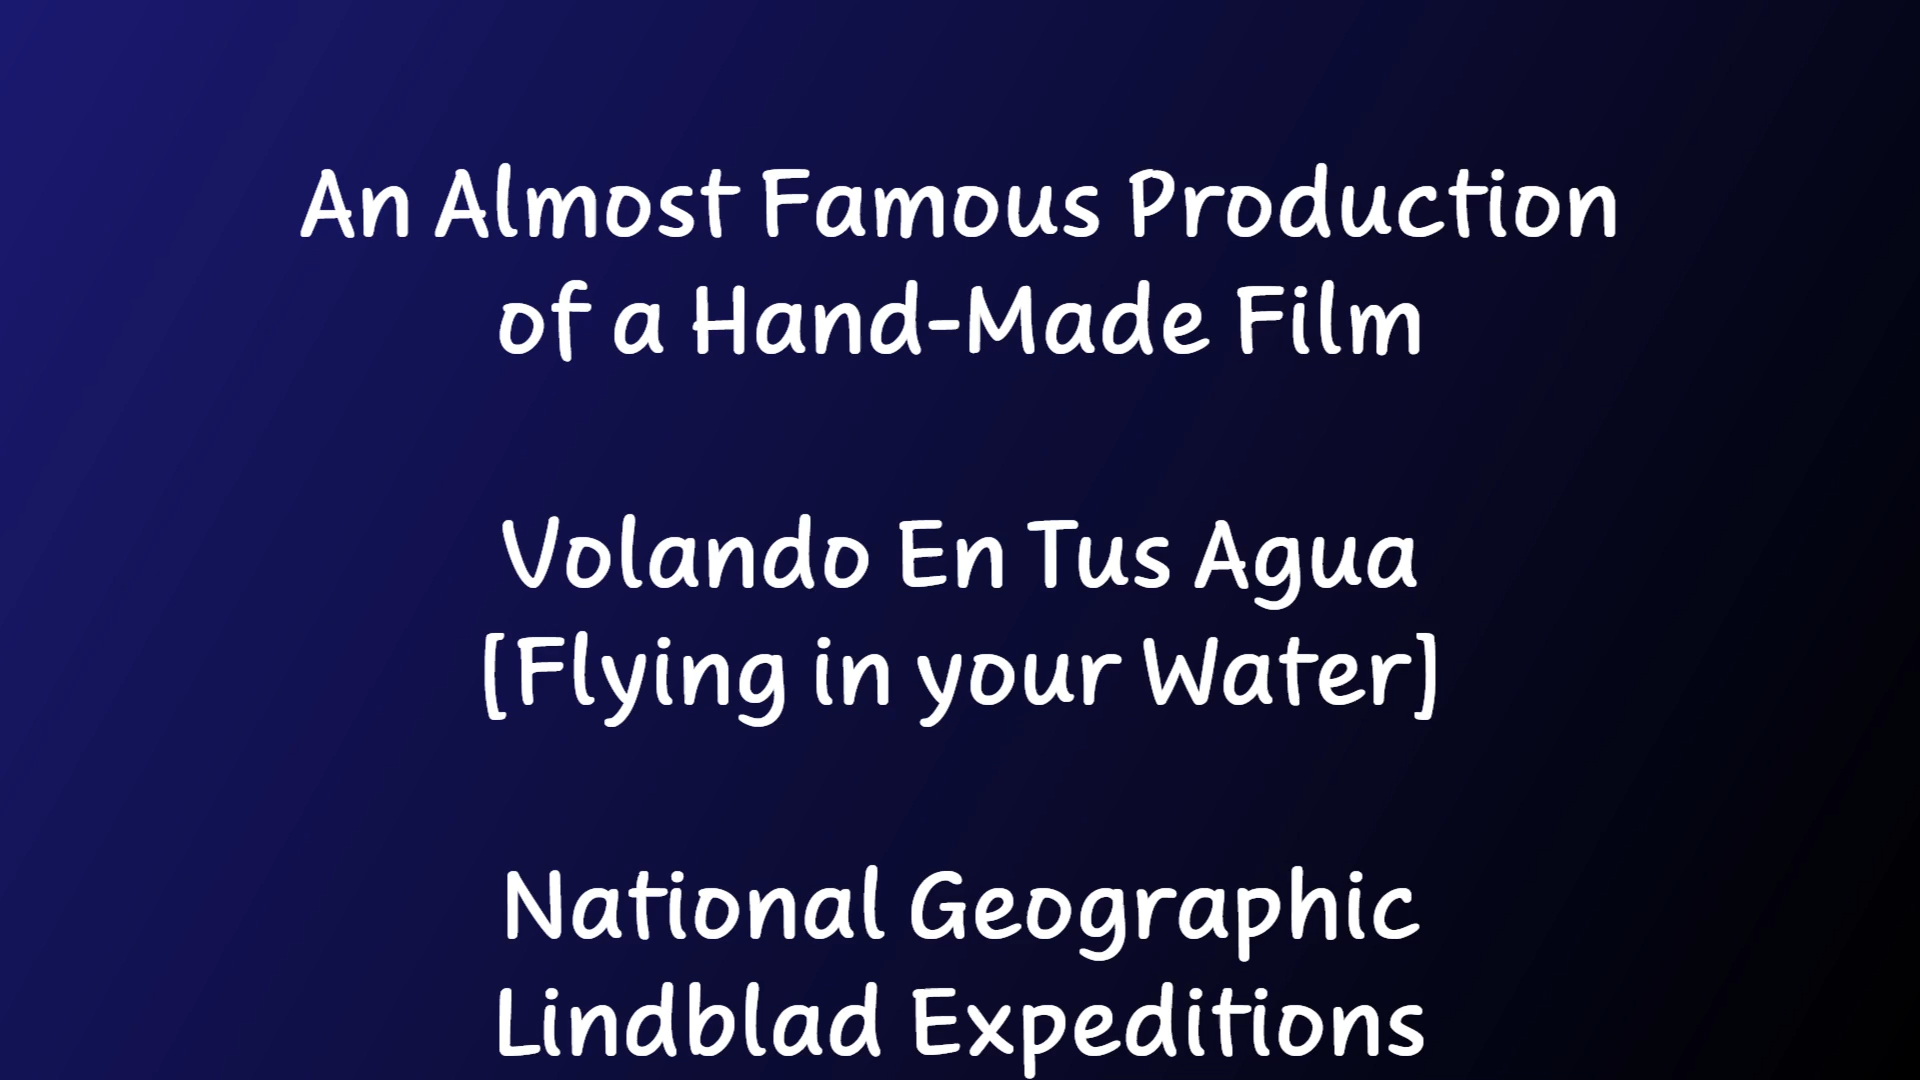 An Almost Famous Production
of a Hand-Made Film
Volando En Tus Agua
[Flying in your Water]
National Geographic
Lindblad Expeditions